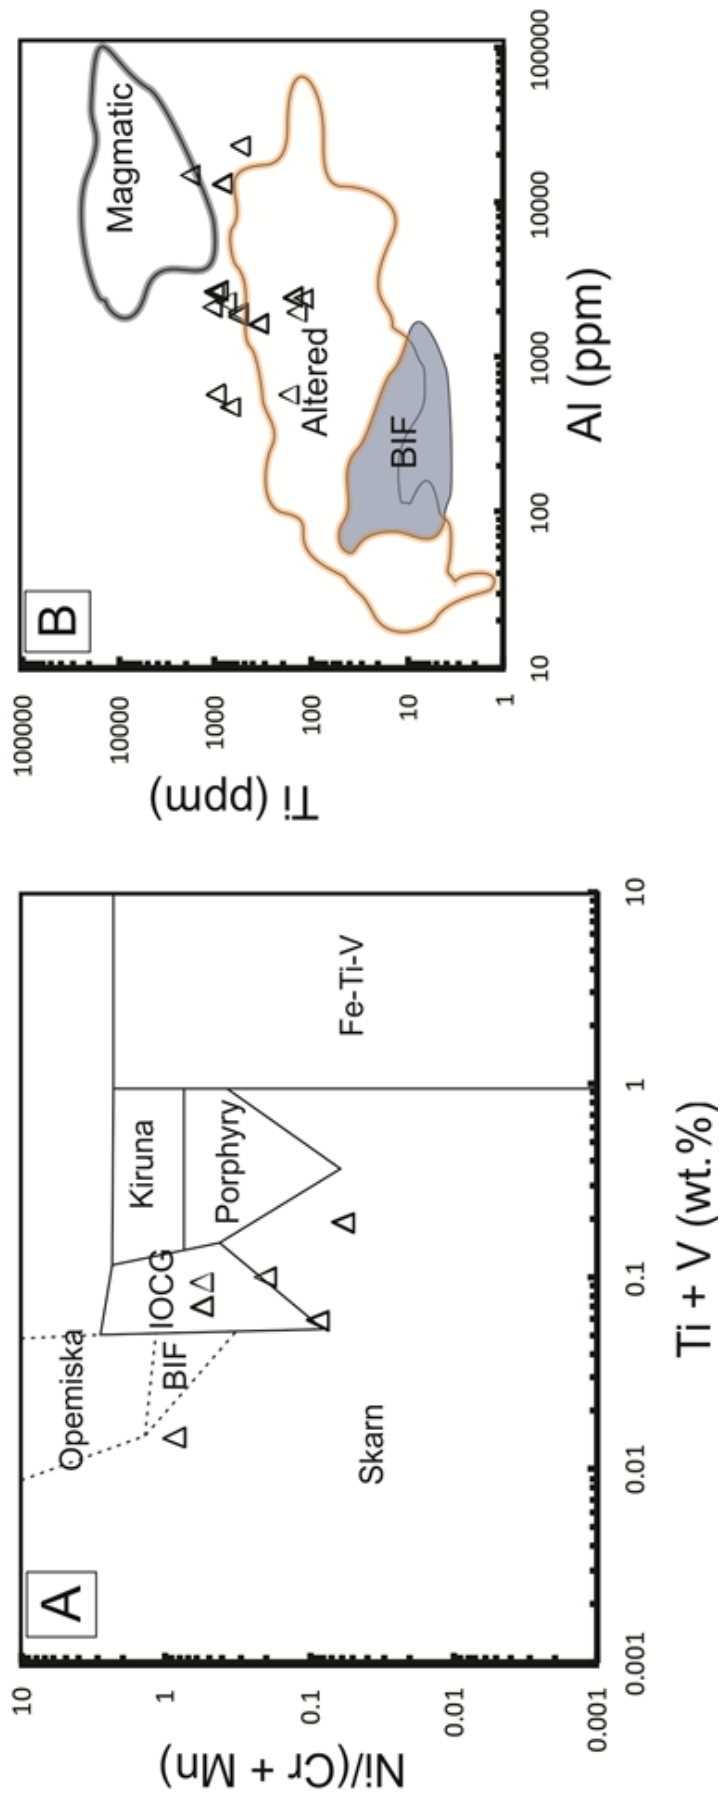 A
10
1
0.1
0.01
0.001
Ni/(Cr + Mn)
Opemiska
BIF
IOCG
Kiruna
Porphyry
Fe-Ti-V
Skarn
0.001
0.01
0.1
1
10
Ti + V (wt.%)
B
100000
10000
1000
100
10
1
Ti (ppm)
Magmatic
Altered
BIF
10
100
1000
10000
100000
Al (ppm)